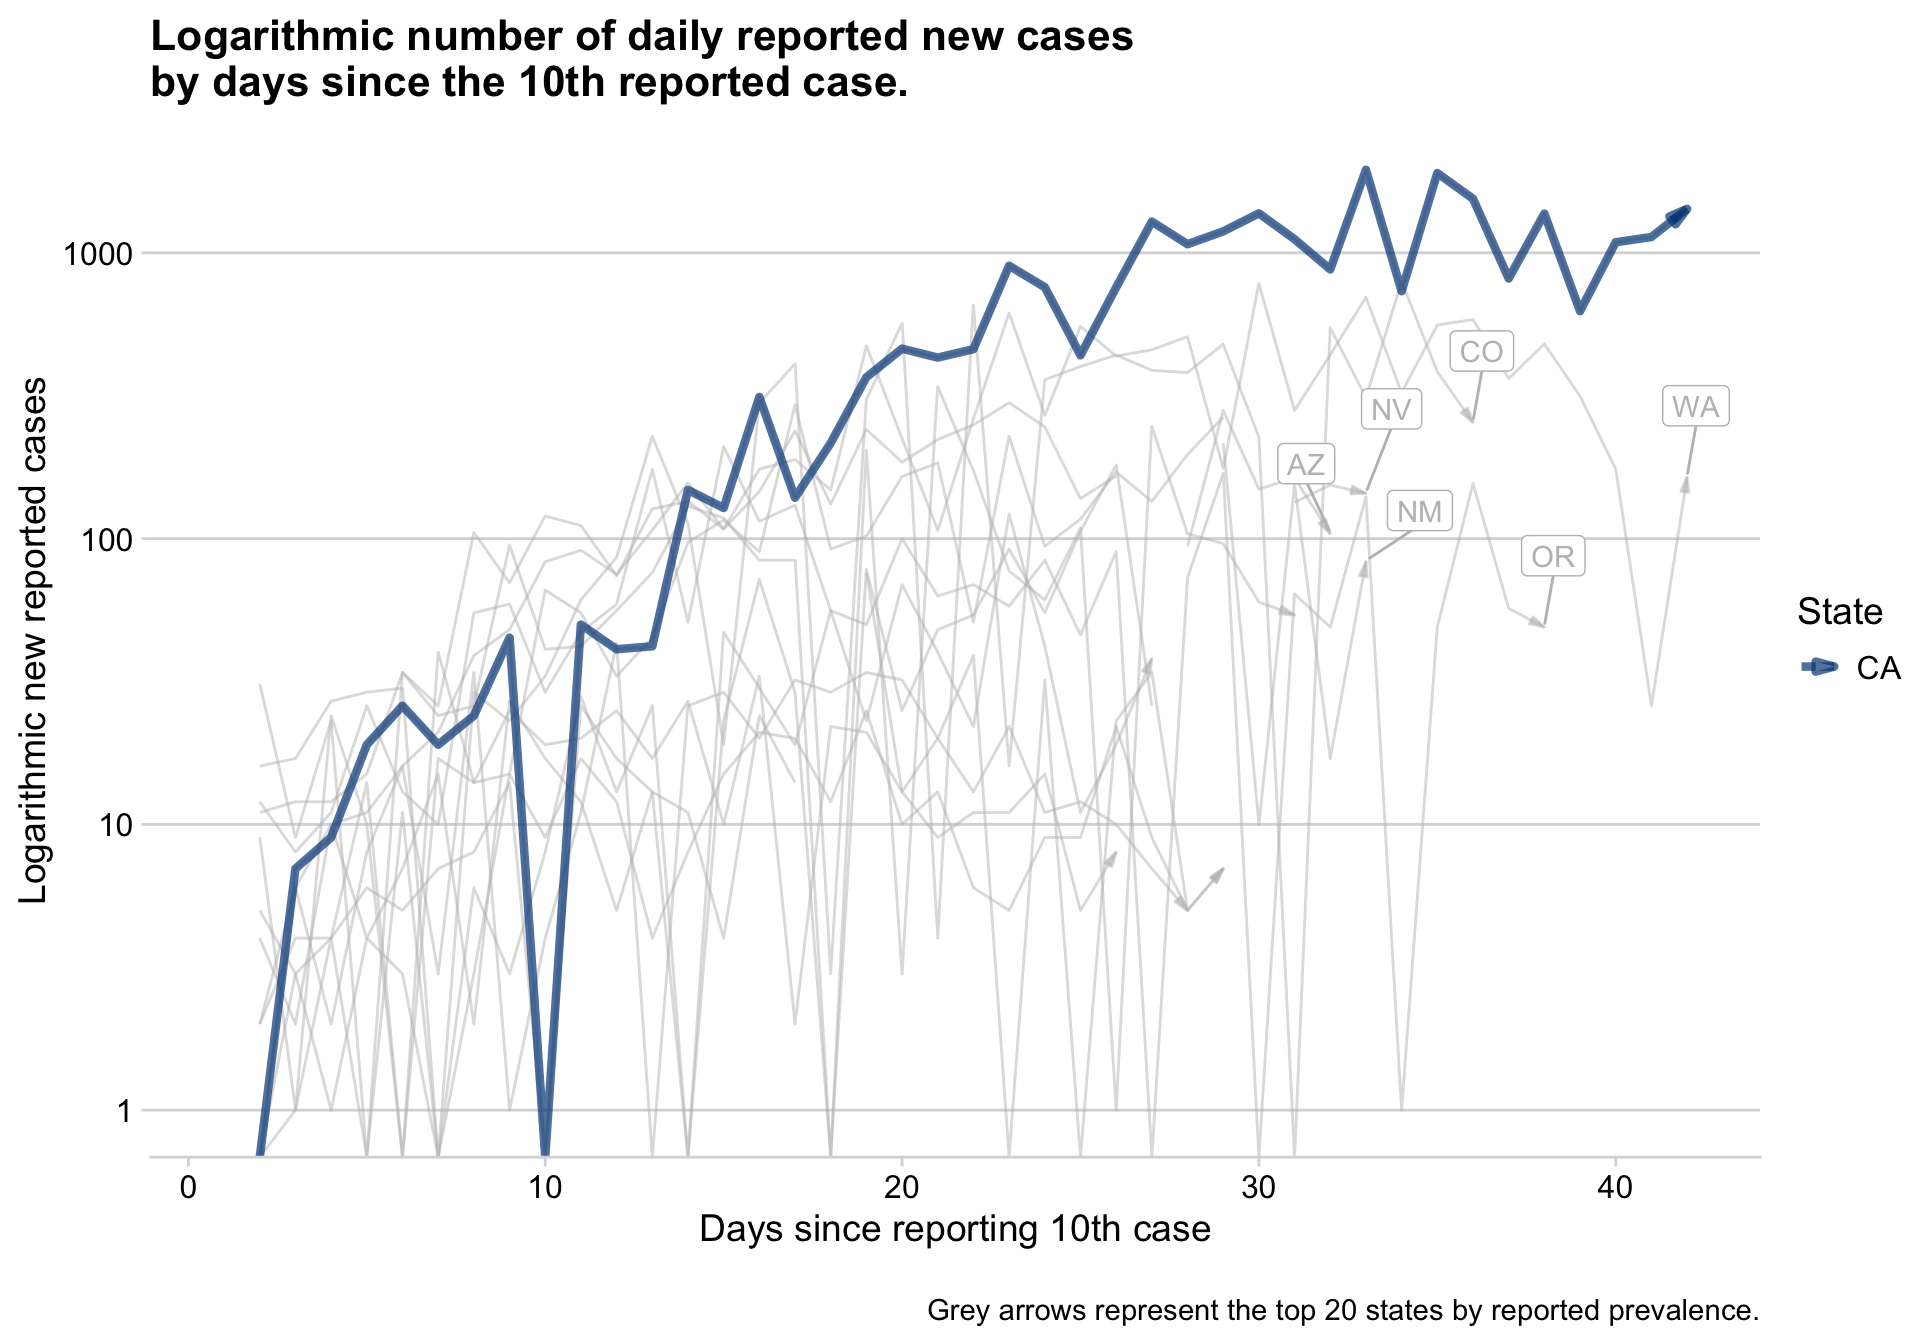 Logarithmic number of daily reported new cases
by days since the 10th reported case.
Logarithmic new reported cases
1000
100
10
1
CO
NV
WA
AZ
NM
OR
State
CA
0
10
20
30
40
Days since reporting 10th case
Grey arrows represent the top 20 states by reported prevalence.